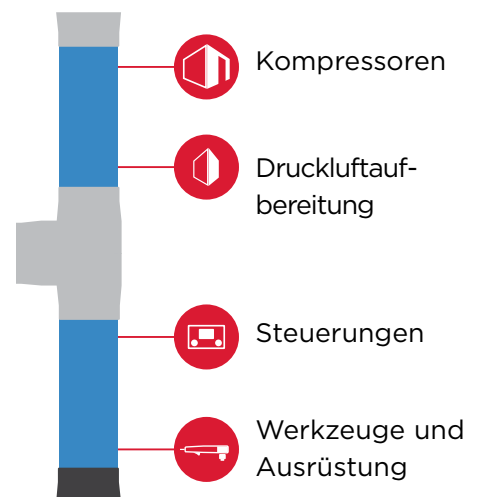 Kompressoren
Druckluftauf-
bereitung
Steuerungen
Werkzeuge und
Ausrüstung